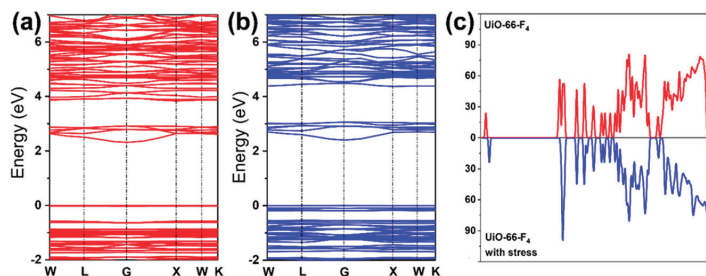 (a)
Energy (eV)
6
4
2
0
-2
W L G X W K
(b)
Energy (eV)
6
4
2
0
-2
W L G X W K
(c)
UiO-66-F4
90
60
30
0
30
60
90
UiO-66-F4
with stress